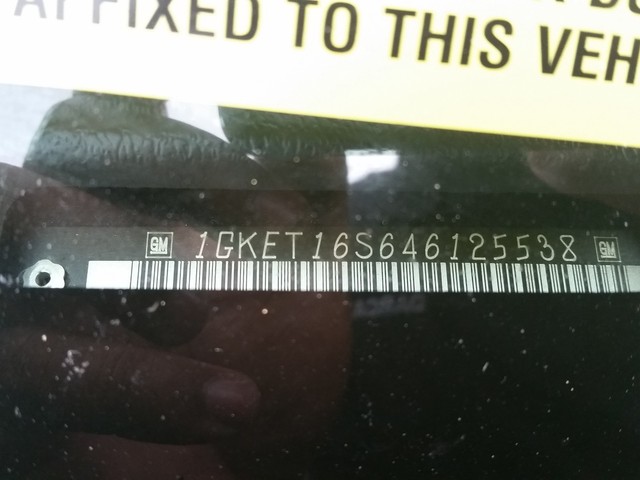 AFFIXED TO THIS VEH
GM 1GKET16S646125538 GM